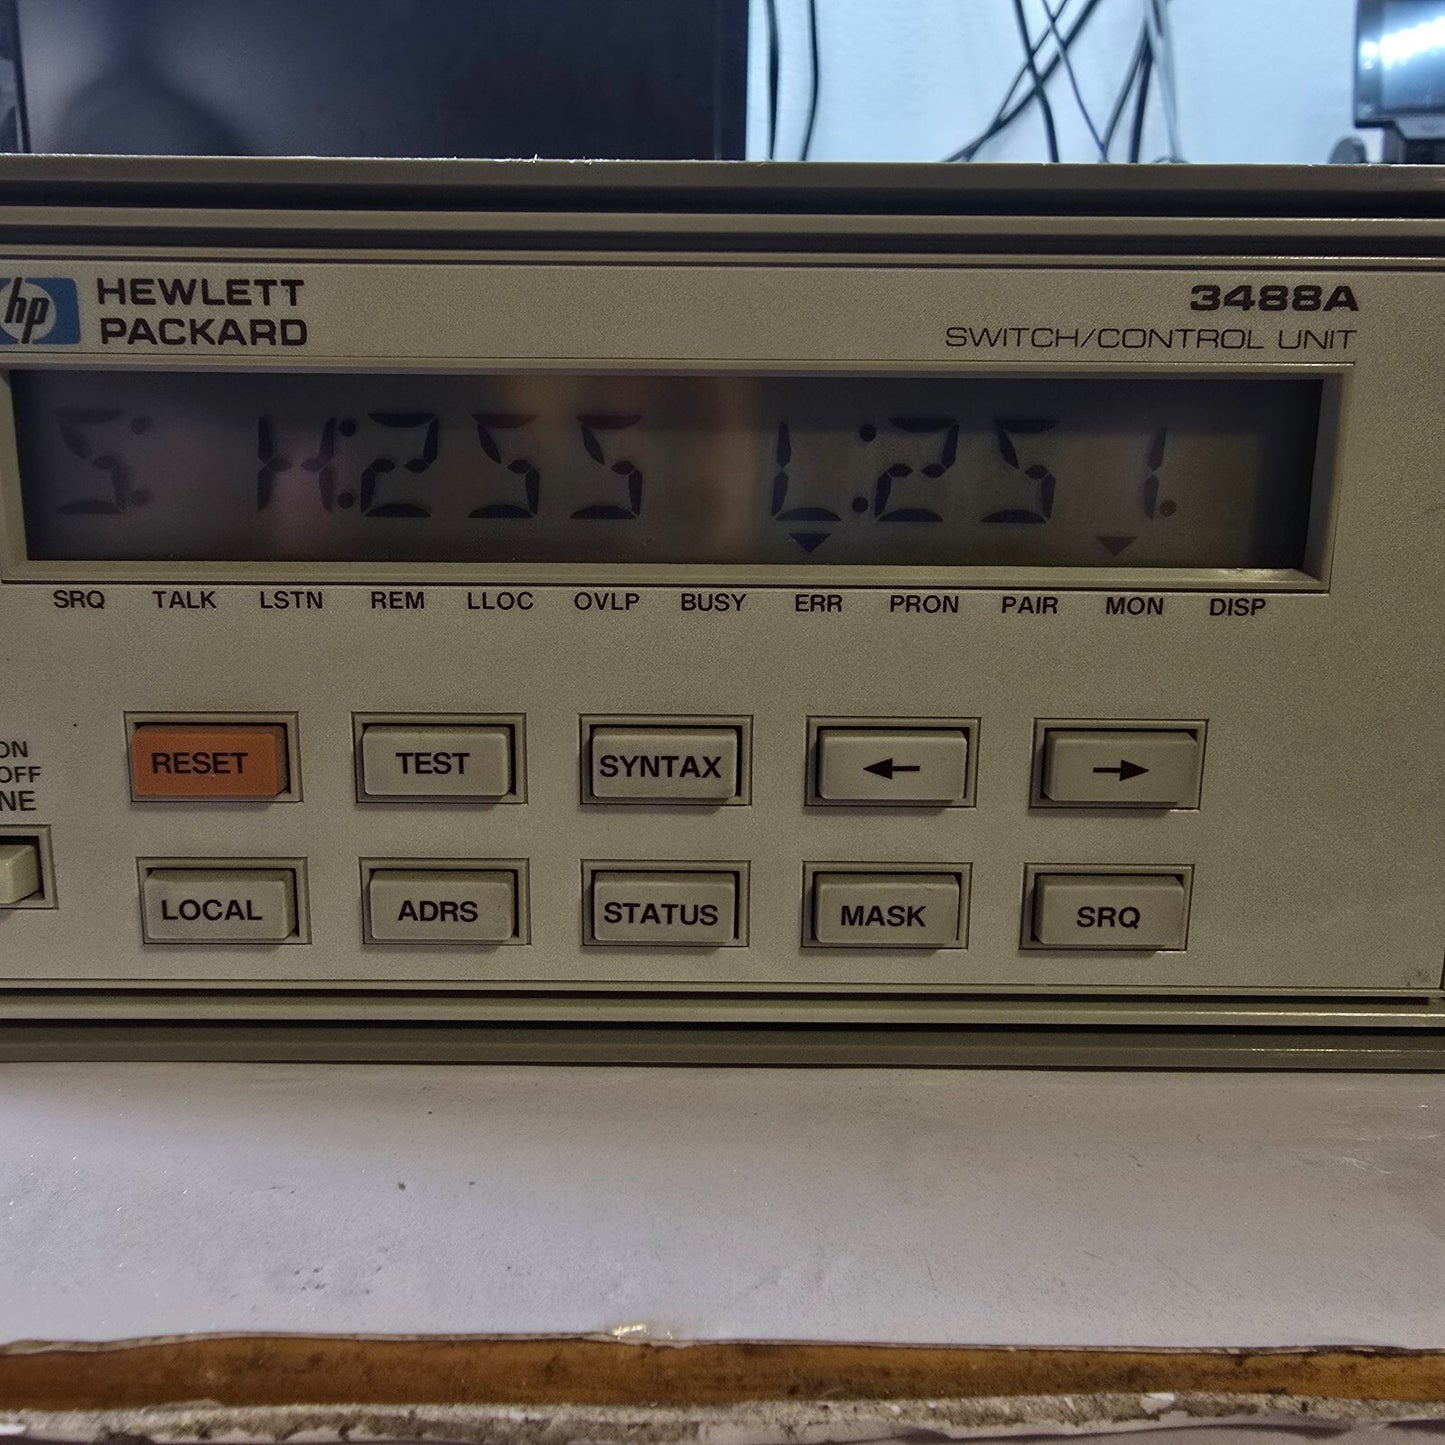 hp HEWLETT
PACKARD
3488A
SWITCH/CONTROL UNIT
5: H:255 L:251.
SRQ TALK LSTN REM LLOC OVLP BUSY ERR PRON PAIR MON DISP
ON
OFF
RESET TEST SYNTAX ← →
LOCAL ADRS STATUS MASK SRQ